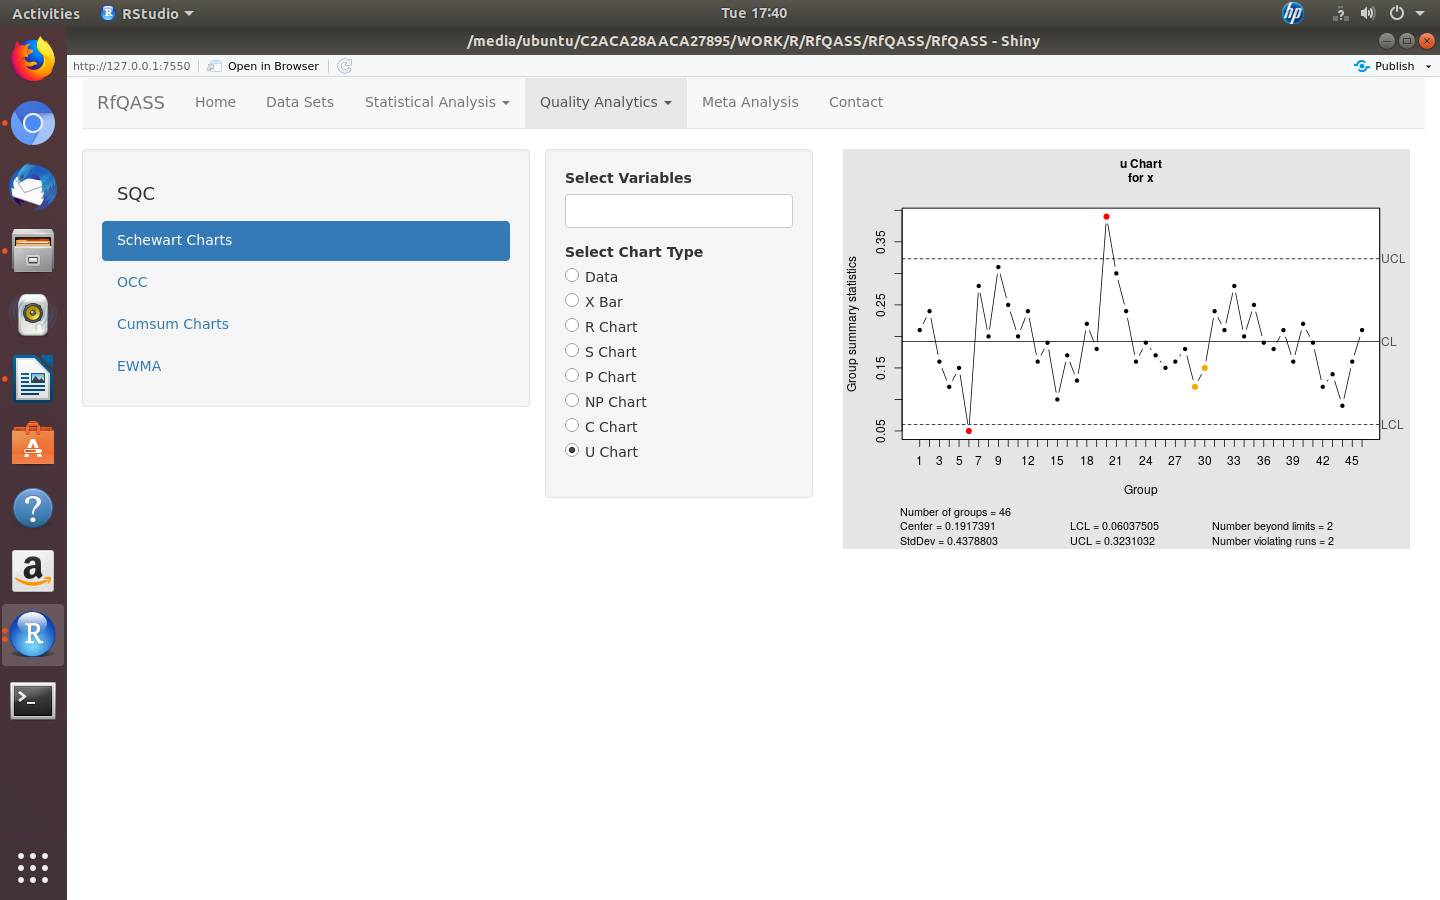 Activities RStudio Tue 17:40 hp
/media/ubuntu/C2ACA28AACA27895/WORK/R/RfQASS/RfQASS/RfQASS - Shiny
http://127.0.0.1:7550 Open in Browser Publish
RfQASS Home Data Sets Statistical Analysis Quality Analytics Meta Analysis Contact
SQC
Schewart Charts
OCC
Cumsum Charts
EWMA
Select Variables
Select Chart Type
Data
X Bar
R Chart
S Chart
P Chart
NP Chart
C Chart
U Chart
u Chart
for x
Group summary statistics
0.35
0.25
0.15
0.05
UCL
CL
LCL
1 3 5 7 9 12 15 18 21 24 27 30 33 36 39 42 45
Group
Number of groups = 46
Center = 0.1917391 LCL = 0.06037505 Number beyond limits = 2
StdDev = 0.4378803 UCL = 0.3231032 Number violating runs = 2
?
A
?
a
R
>_